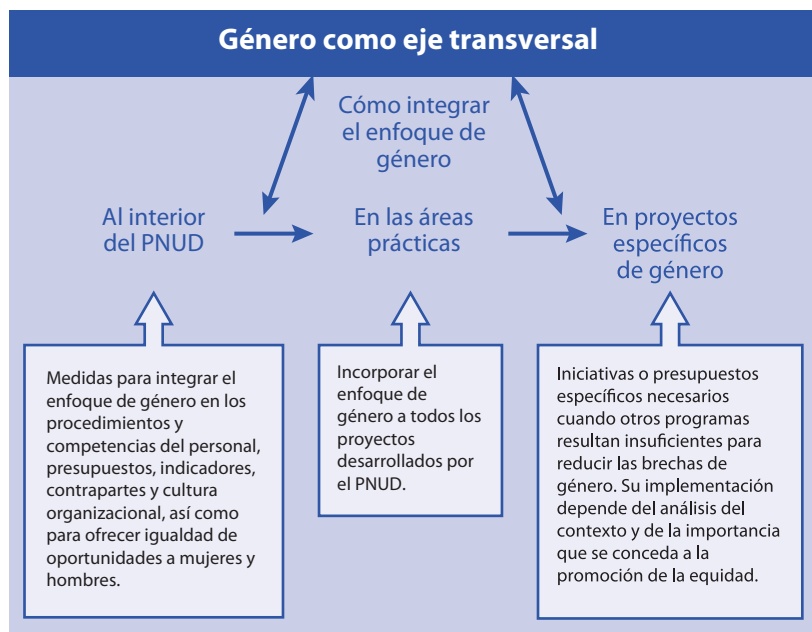 Género como eje transversal
Cómo integrar
el enfoque de
género
Al interior
del PNUD
En las áreas
prácticas
En proyectos
específicos
de género
Medidas para integrar el
enfoque de género en los
procedimientos y
competencias del personal,
presupuestos, indicadores,
contrapartes y cultura
organizacional, así como
para ofrecer igualdad de
oportunidades a mujeres y
hombres.
Incorporar el
enfoque de
género a todos los
proyectos
desarrollados por
el PNUD.
Iniciativas o presupuestos
específicos necesarios
cuando otros programas
resultan insuficientes para
reducir las brechas de
género. Su implementación
depende del análisis del
contexto y de la importancia
que se conceda a la
promoción de la equidad.